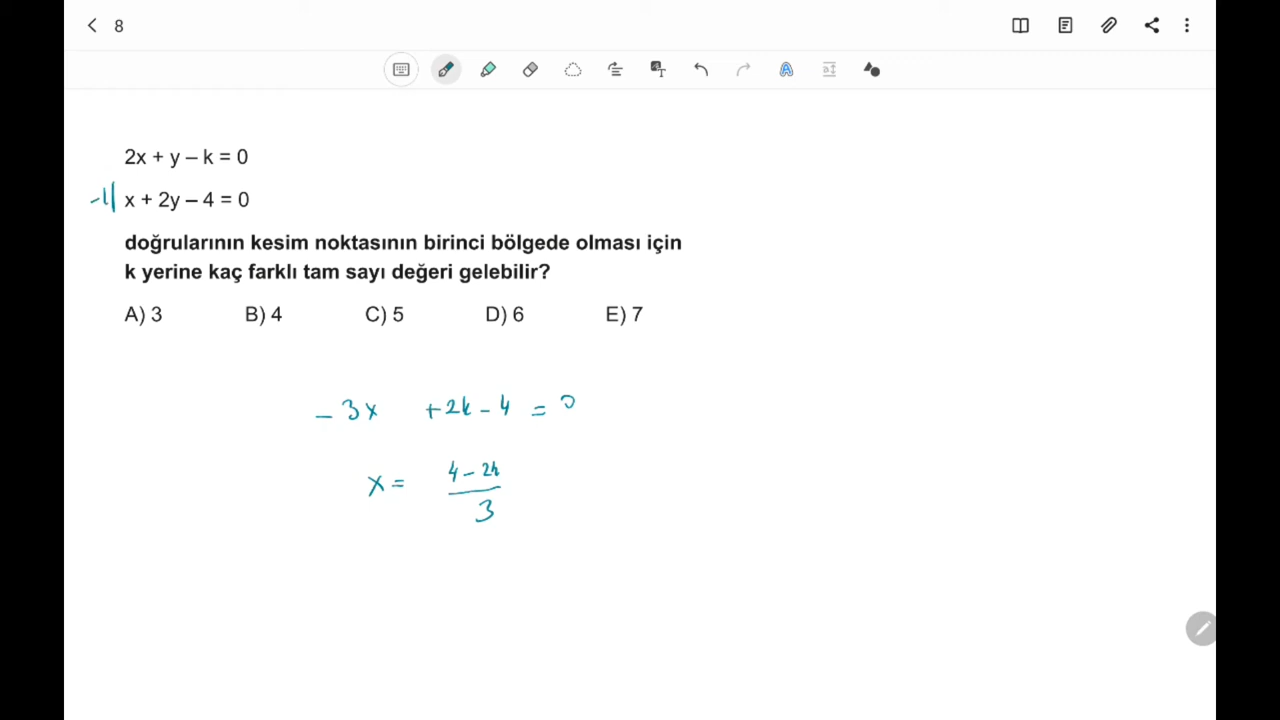 8
2x + y – k = 0
-1| x + 2y – 4 = 0
doğrularının kesim noktasının birinci bölgede olması için
k yerine kaç farklı tam sayı değeri gelebilir?
A) 3 B) 4 C) 5 D) 6 E) 7
- 3x + 2k - 4 = 0
x = 4 - 2k
3